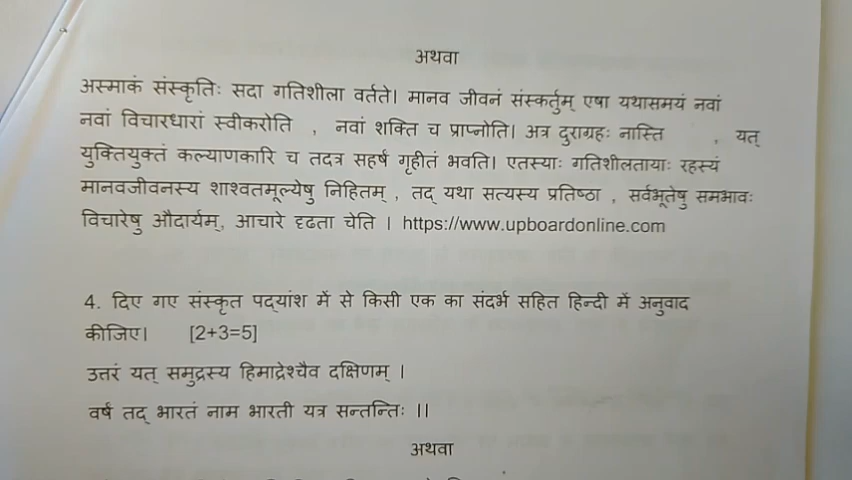 अथवा
अस्माकं संस्कृतिः सदा गतिशीला वर्तते। मानव जीवनं संस्कर्तुम् एषा यथासमयं नवां
नवां विचारधारां स्वीकरोति , नवां शक्ति च प्राप्नोति। अत्र दुराग्रहः नास्ति , यत्
युक्तियुक्तं कल्याणकारि च तदत्र सहर्षं गृहीतं भवति। एतस्याः गतिशीलतायाः रहस्यं
मानवजीवनस्य शाश्वतमूल्येषु निहितम् , तद् यथा सत्यस्य प्रतिष्ठा , सर्वभूतेषु समभावः
विचारेषु औदार्यम्, आचारे दृढता चेति । https://www.upboardonline.com
4. दिए गए संस्कृत पद्यांश में से किसी एक का संदर्भ सहित हिन्दी में अनुवाद
कीजिए। [2+3=5]
उत्तरं यत् समुद्रस्य हिमाद्रेश्चैव दक्षिणम् ।
वर्षं तद् भारतं नाम भारती यत्र सन्तन्तिः ।।
अथवा